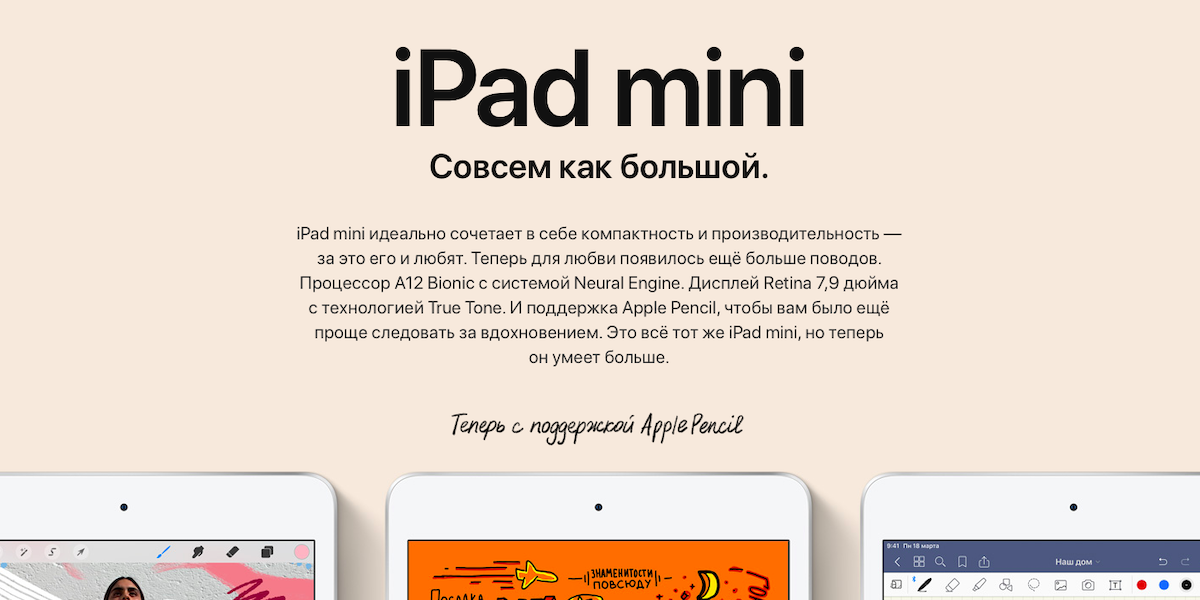 iPad mini
Совсем как большой.
iPad mini идеально сочетает в себе компактность и производительность —
за это его и любят. Теперь для любви появилось ещё больше поводов.
Процессор A12 Bionic с системой Neural Engine. Дисплей Retina 7,9 дюйма
с технологией True Tone. И поддержка Apple Pencil, чтобы вам было ещё
проще следовать за вдохновением. Это всё тот же iPad mini, но теперь
он умеет больше.
Теперь с поддержкой Apple Pencil
ЗНАМЕНИТОСТИ
ПОВСЮДУ
Посадка
9:41 Пн 18 марта
Наш дом